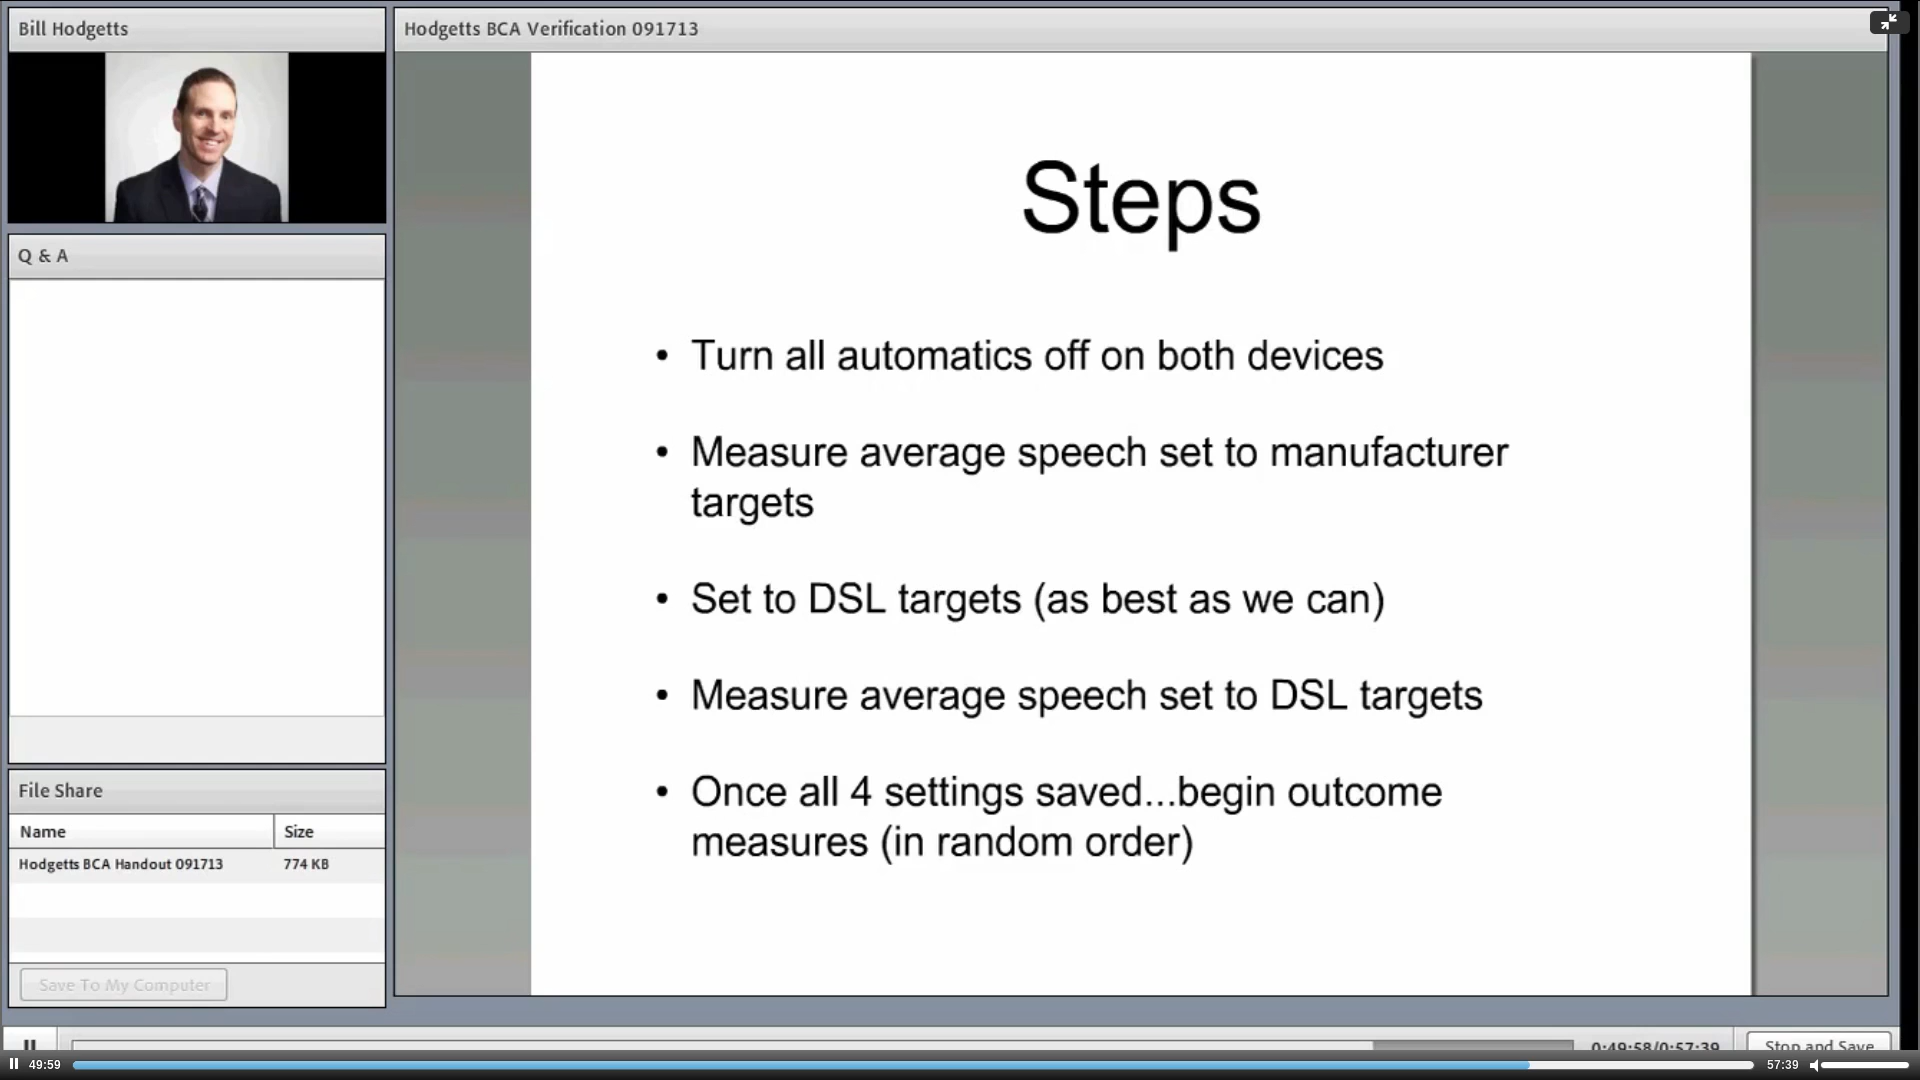 Bill Hodgetts
Hodgetts BCA Verification 091713
Q & A
File Share
Name Size
Hodgetts BCA Handout 091713 774 KB
Save To My Computer
Steps
• Turn all automatics off on both devices
• Measure average speech set to manufacturer
targets
• Set to DSL targets (as best as we can)
• Measure average speech set to DSL targets
• Once all 4 settings saved...begin outcome
measures (in random order)
0:49:58/0:57:39
Stop and Save
49:59
57:39